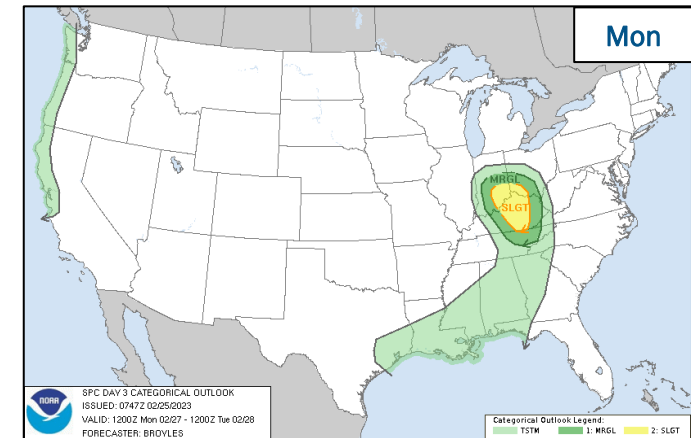 Mon
MRGL
SLGT
NOAA
SPC DAY 3 CATEGORICAL OUTLOOK
ISSUED: 0747Z 02/25/2023
VALID: 1200Z Mon 02/27 - 1200Z Tue 02/28
FORECASTER: BROYLES
Categorical Outlook Legend:
TSTM 1: MRGL 2: SLGT